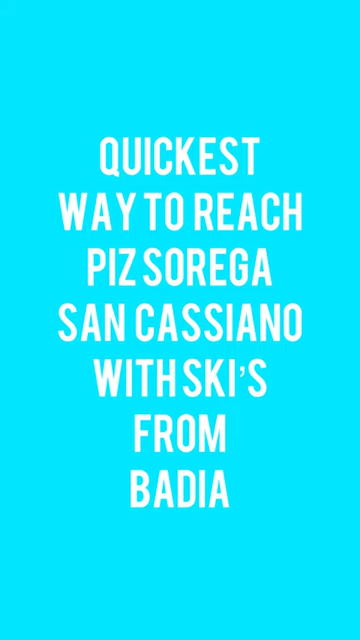 QUICKEST
WAY TO REACH
PIZ SOREGA
SAN CASSIANO
WITH SKI'S
FROM
BADIA